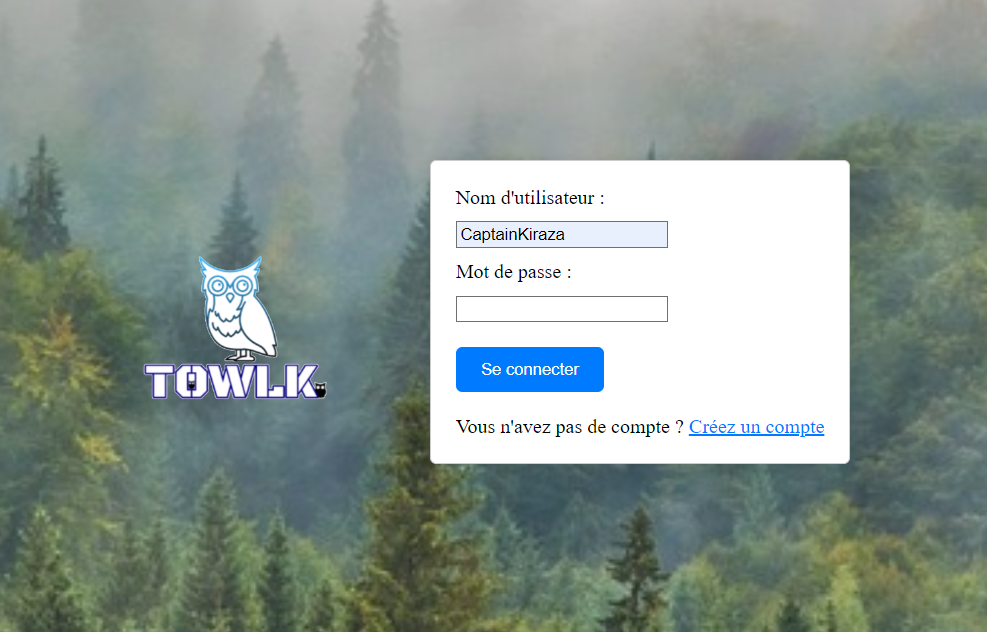 TOWLK
Nom d'utilisateur :
CaptainKiraza
Mot de passe :
Se connecter
Vous n'avez pas de compte ? Créez un compte